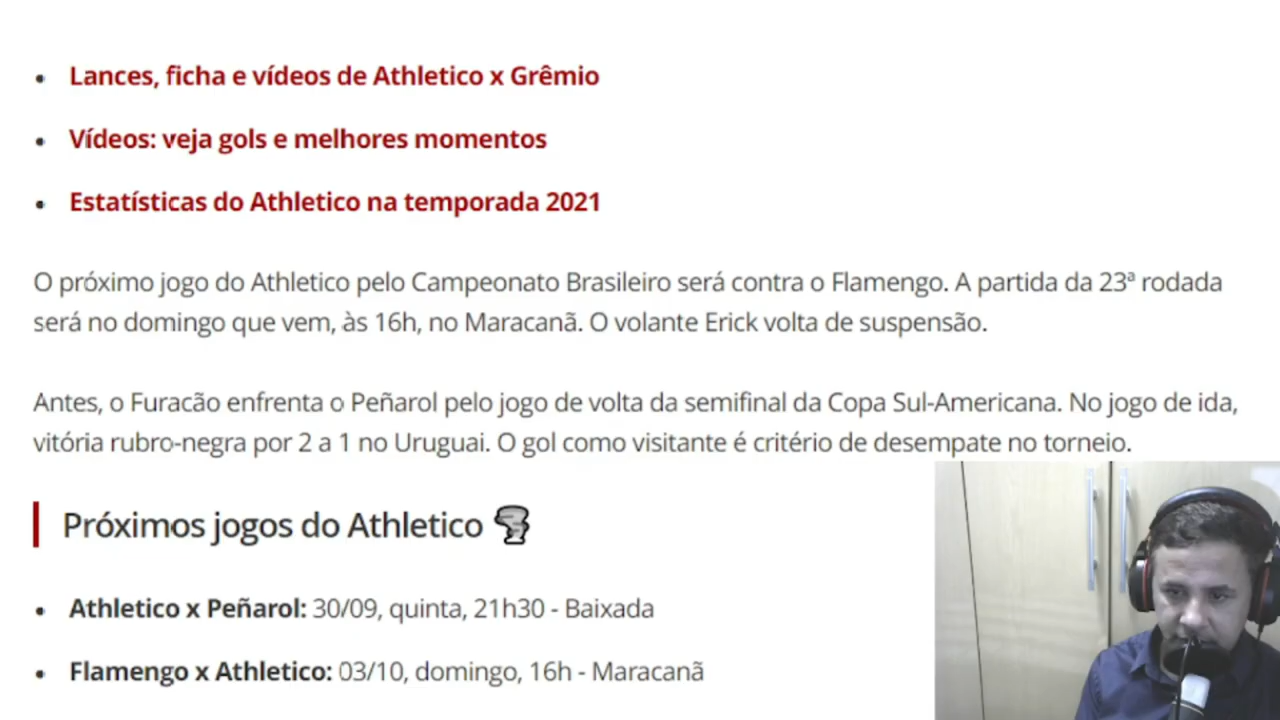 Lances, ficha e vídeos de Athletico x Grêmio
Vídeos: veja gols e melhores momentos
Estatísticas do Athletico na temporada 2021
O próximo jogo do Athletico pelo Campeonato Brasileiro será contra o Flamengo. A partida da 23ª rodada
será no domingo que vem, às 16h, no Maracanã. O volante Erick volta de suspensão.
Antes, o Furacão enfrenta o Peñarol pelo jogo de volta da semifinal da Copa Sul-Americana. No jogo de ida,
vitória rubro-negra por 2 a 1 no Uruguai. O gol como visitante é critério de desempate no torneio.
Próximos jogos do Athletico
Athletico x Peñarol: 30/09, quinta, 21h30 - Baixada
Flamengo x Athletico: 03/10, domingo, 16h - Maracanã